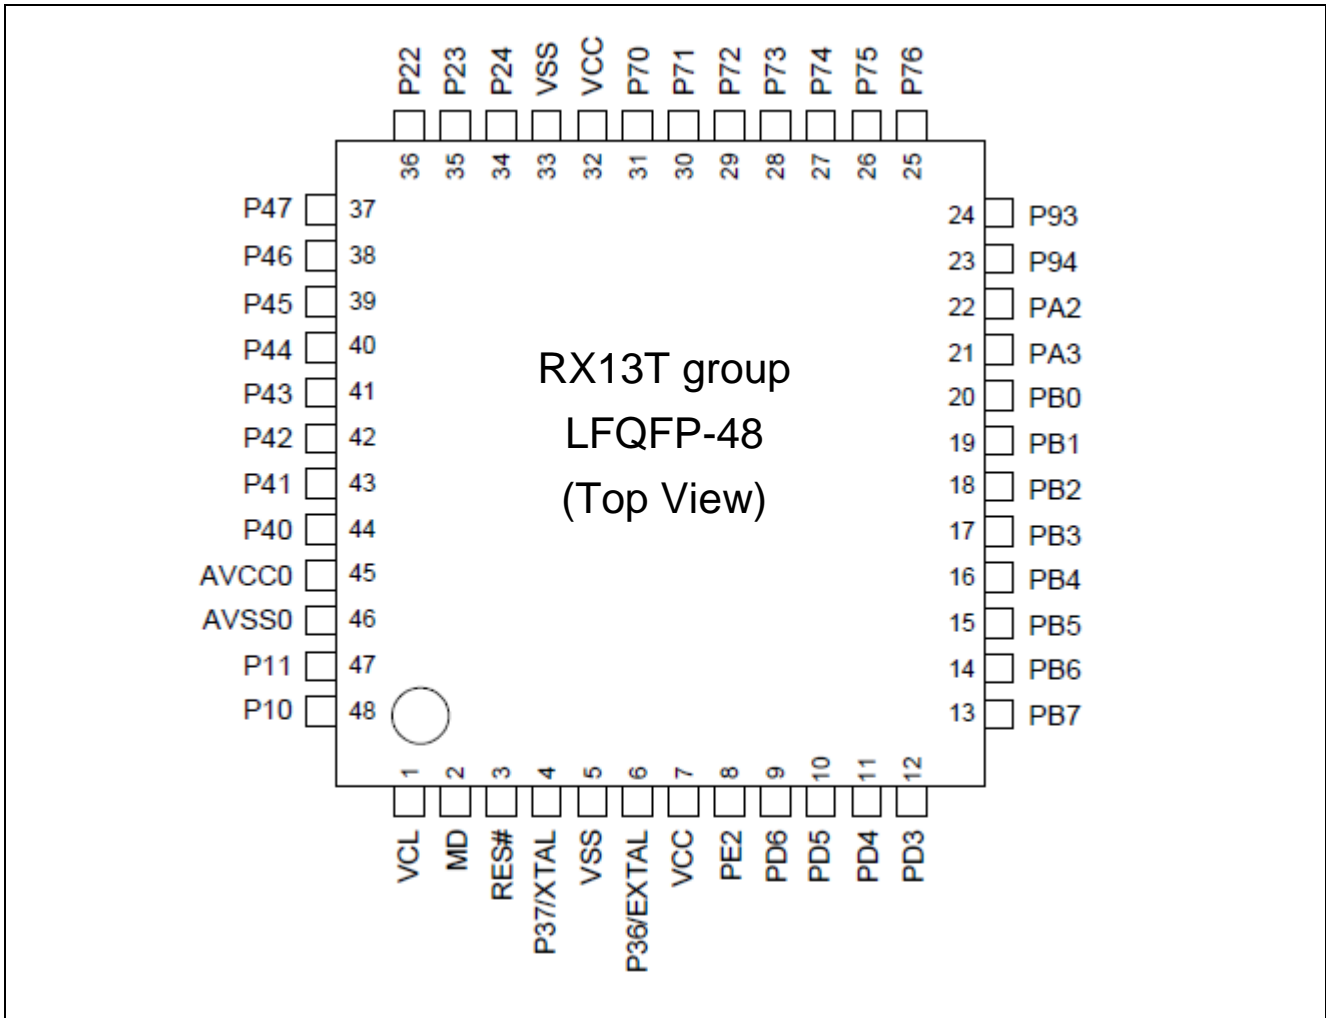 P22 P23 P24 VSS VCC P70 P71 P72 P73 P74 P75 P76
36 35 34 33 32 31 30 29 28 27 26 25
P47 37
P46 38
P45 39
P44 40
P43 41
P42 42
P41 43
P40 44
AVCC0 45
AVSS0 46
P11 47
P10 48
RX13T group
LFQFP-48
(Top View)
24 P93
23 P94
22 PA2
21 PA3
20 PB0
19 PB1
18 PB2
17 PB3
16 PB4
15 PB5
14 PB6
13 PB7
1 2 3 4 5 6 7 8 9 10 11 12
VCL MD RES# P37/XTAL VSS P36/EXTAL VCC PE2 PD6 PD5 PD4 PD3